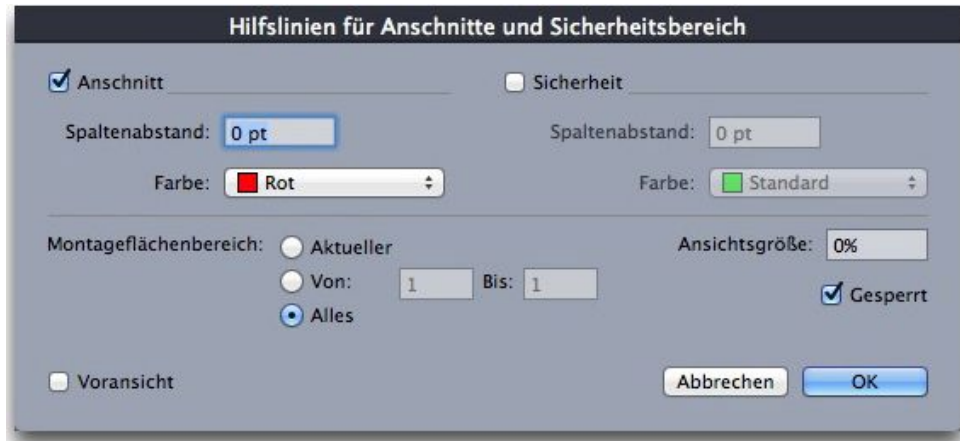 Hilfslinien für Anschnitte und Sicherheitsbereich
Anschnitt
Sicherheit
Spaltenabstand: 0 pt
Spaltenabstand: 0 pt
Farbe: Rot
Farbe: Standard
Montageflächenbereich: Aktueller
Ansichtsgröße: 0%
Von: 1 Bis: 1
Gesperrt
Alles
Voransicht
Abbrechen
OK